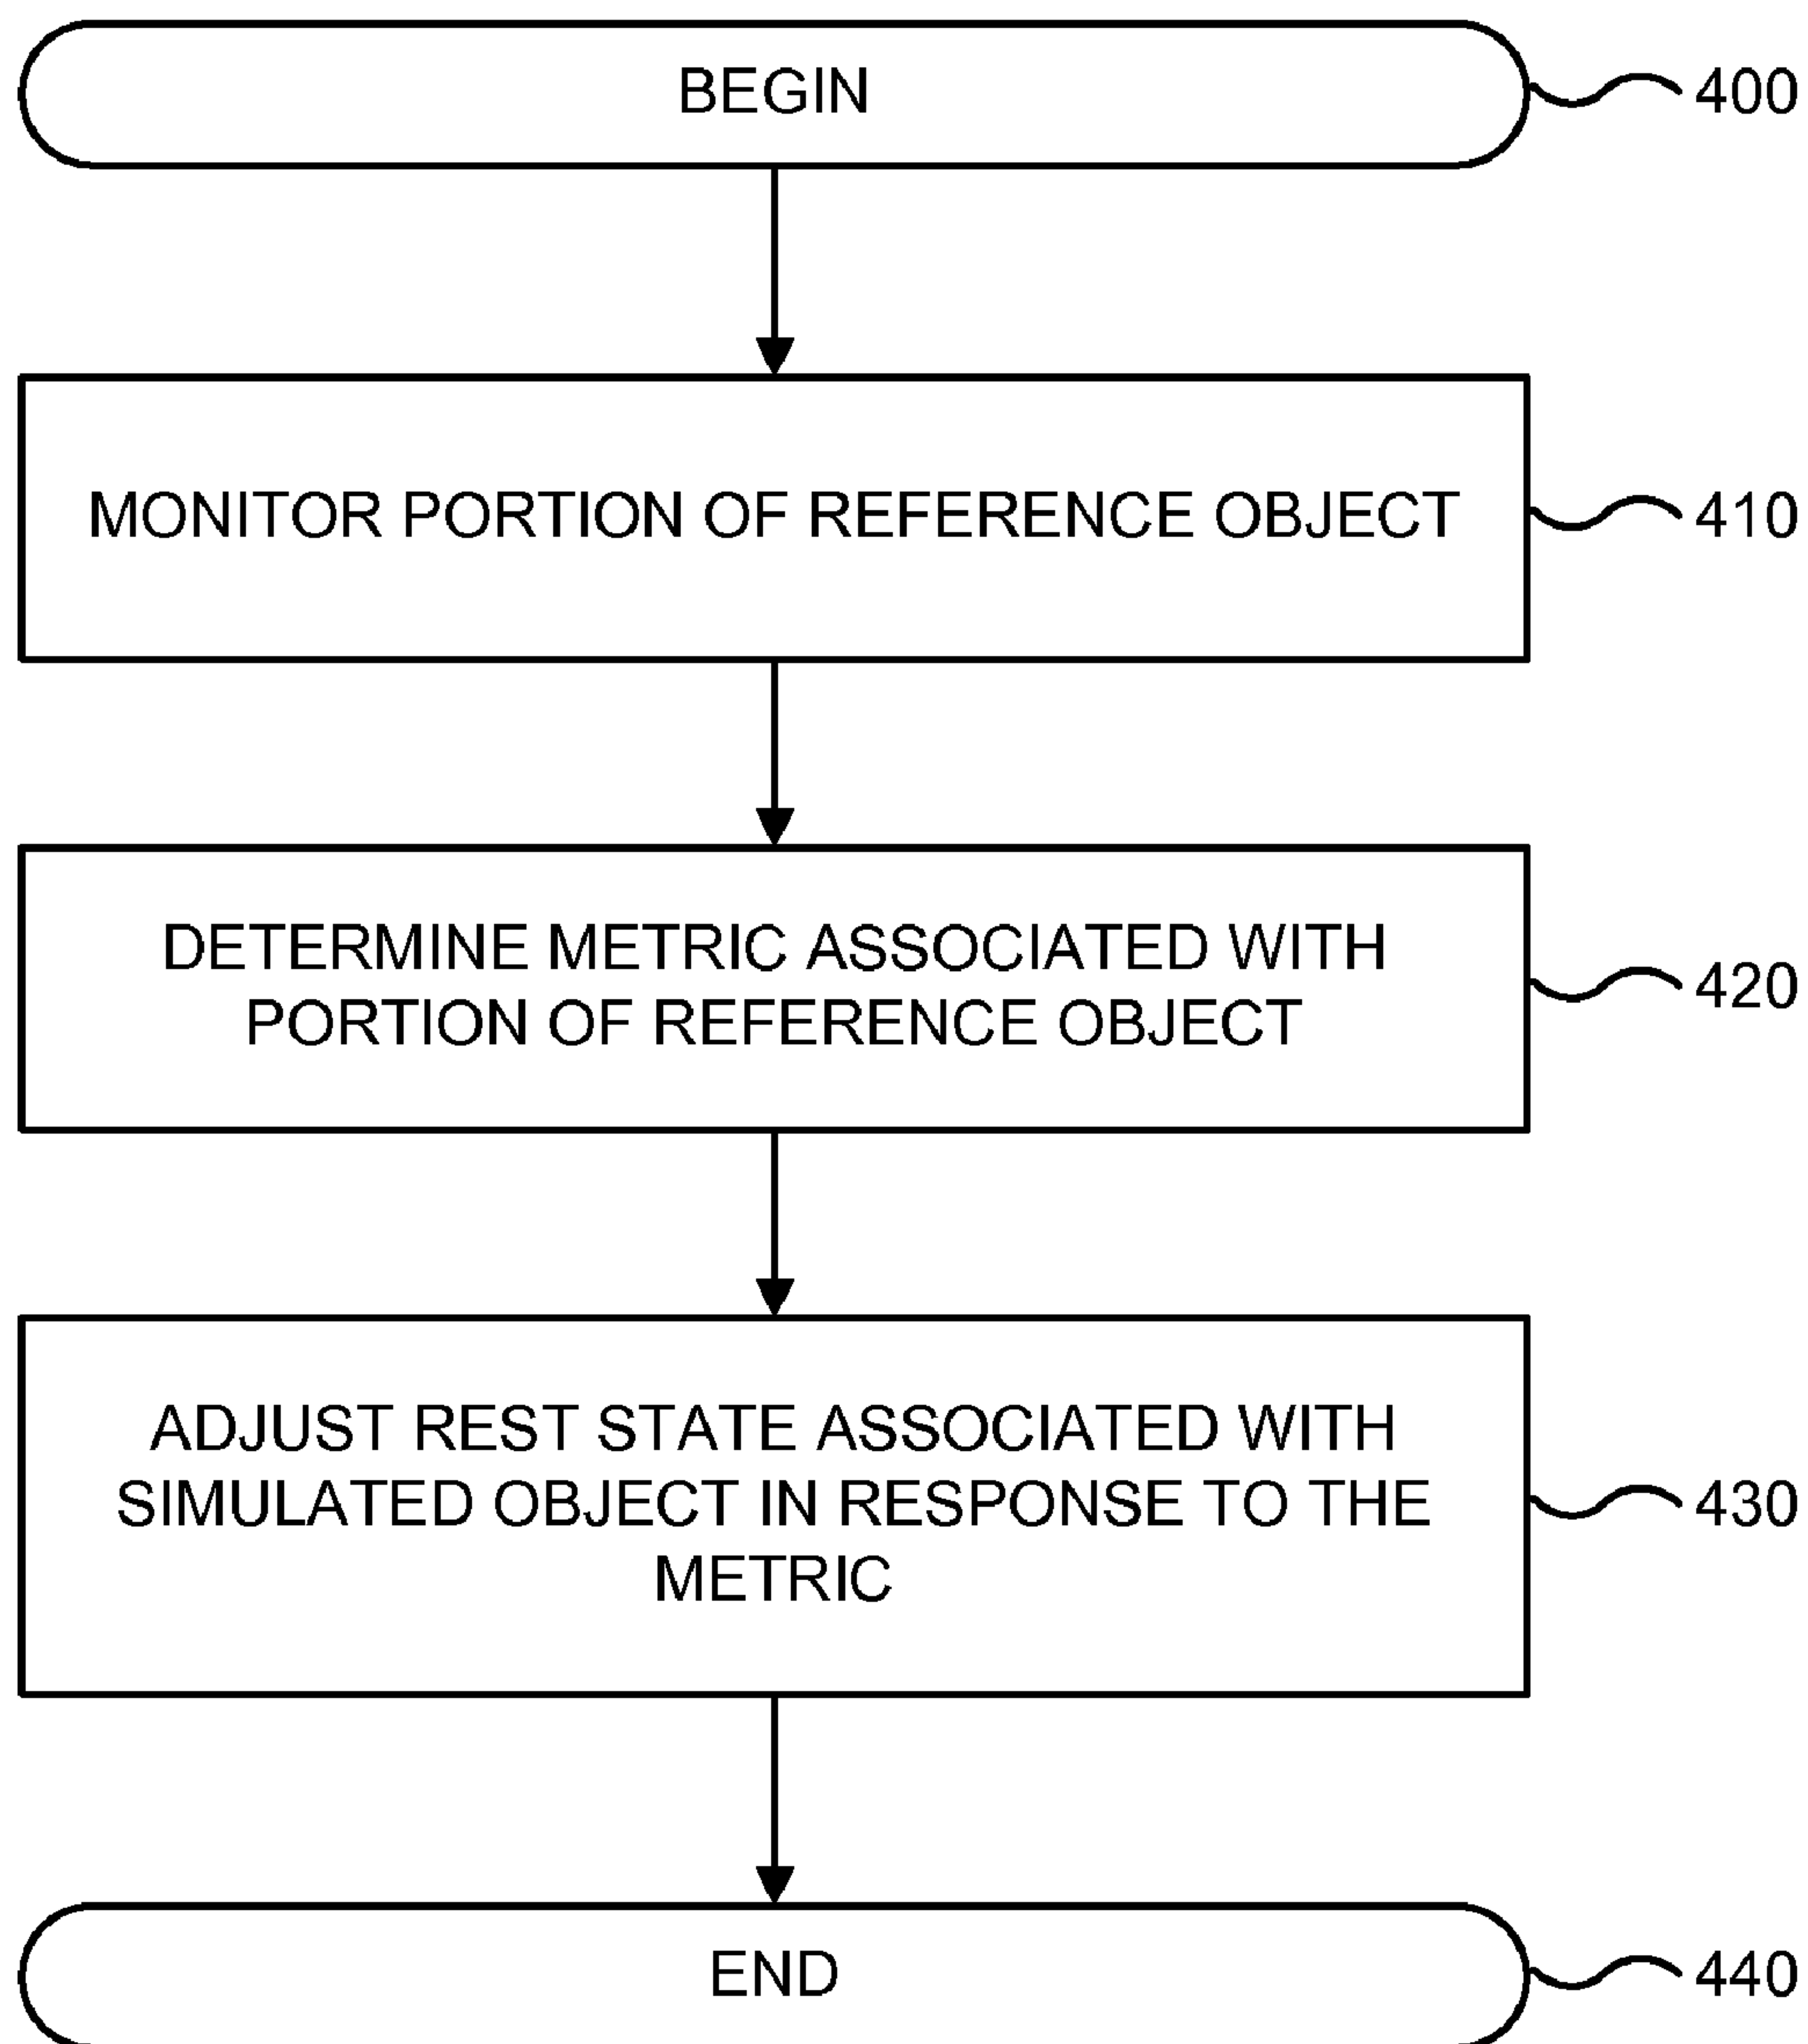 BEGIN
400
MONITOR PORTION OF REFERENCE OBJECT
410
DETERMINE METRIC ASSOCIATED WITH
PORTION OF REFERENCE OBJECT
420
ADJUST REST STATE ASSOCIATED WITH
SIMULATED OBJECT IN RESPONSE TO THE
METRIC
430
END
440